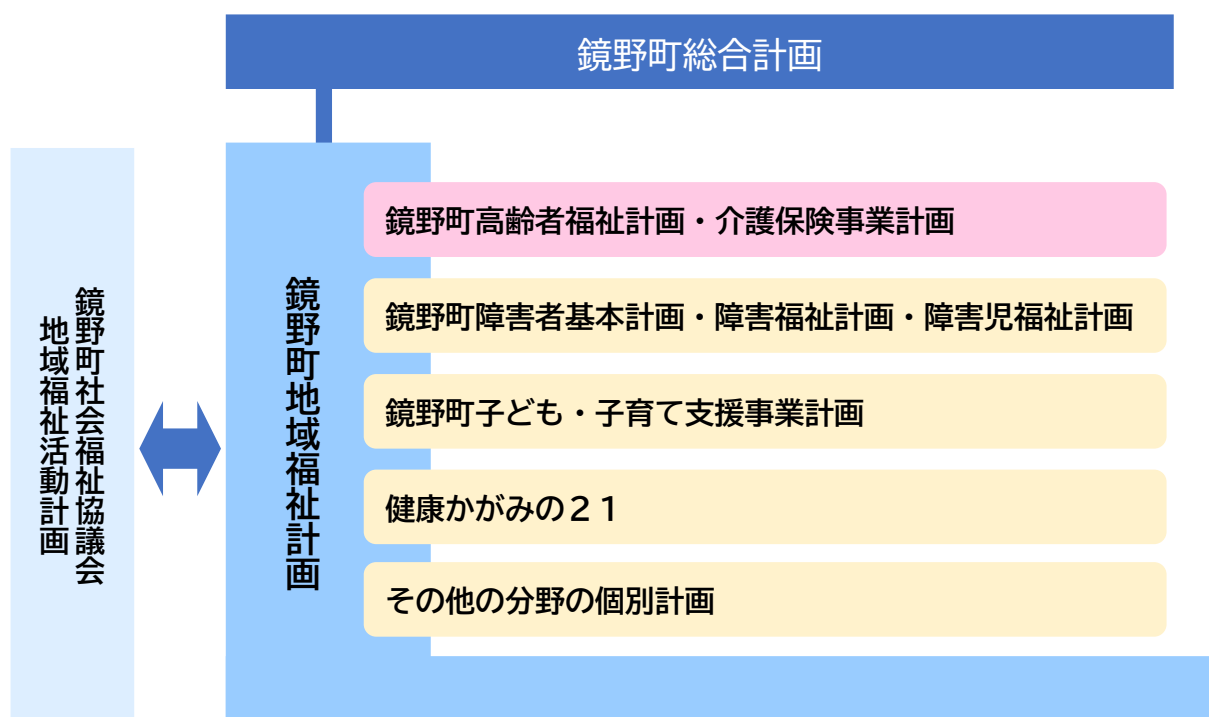 鏡野町総合計画
鏡野町社会福祉協議会
地域福祉活動計画
鏡野町地域福祉計画
鏡野町高齢者福祉計画・介護保険事業計画
鏡野町障害者基本計画・障害福祉計画・障害児福祉計画
鏡野町子ども・子育て支援事業計画
健康かがみの２１
その他の分野の個別計画